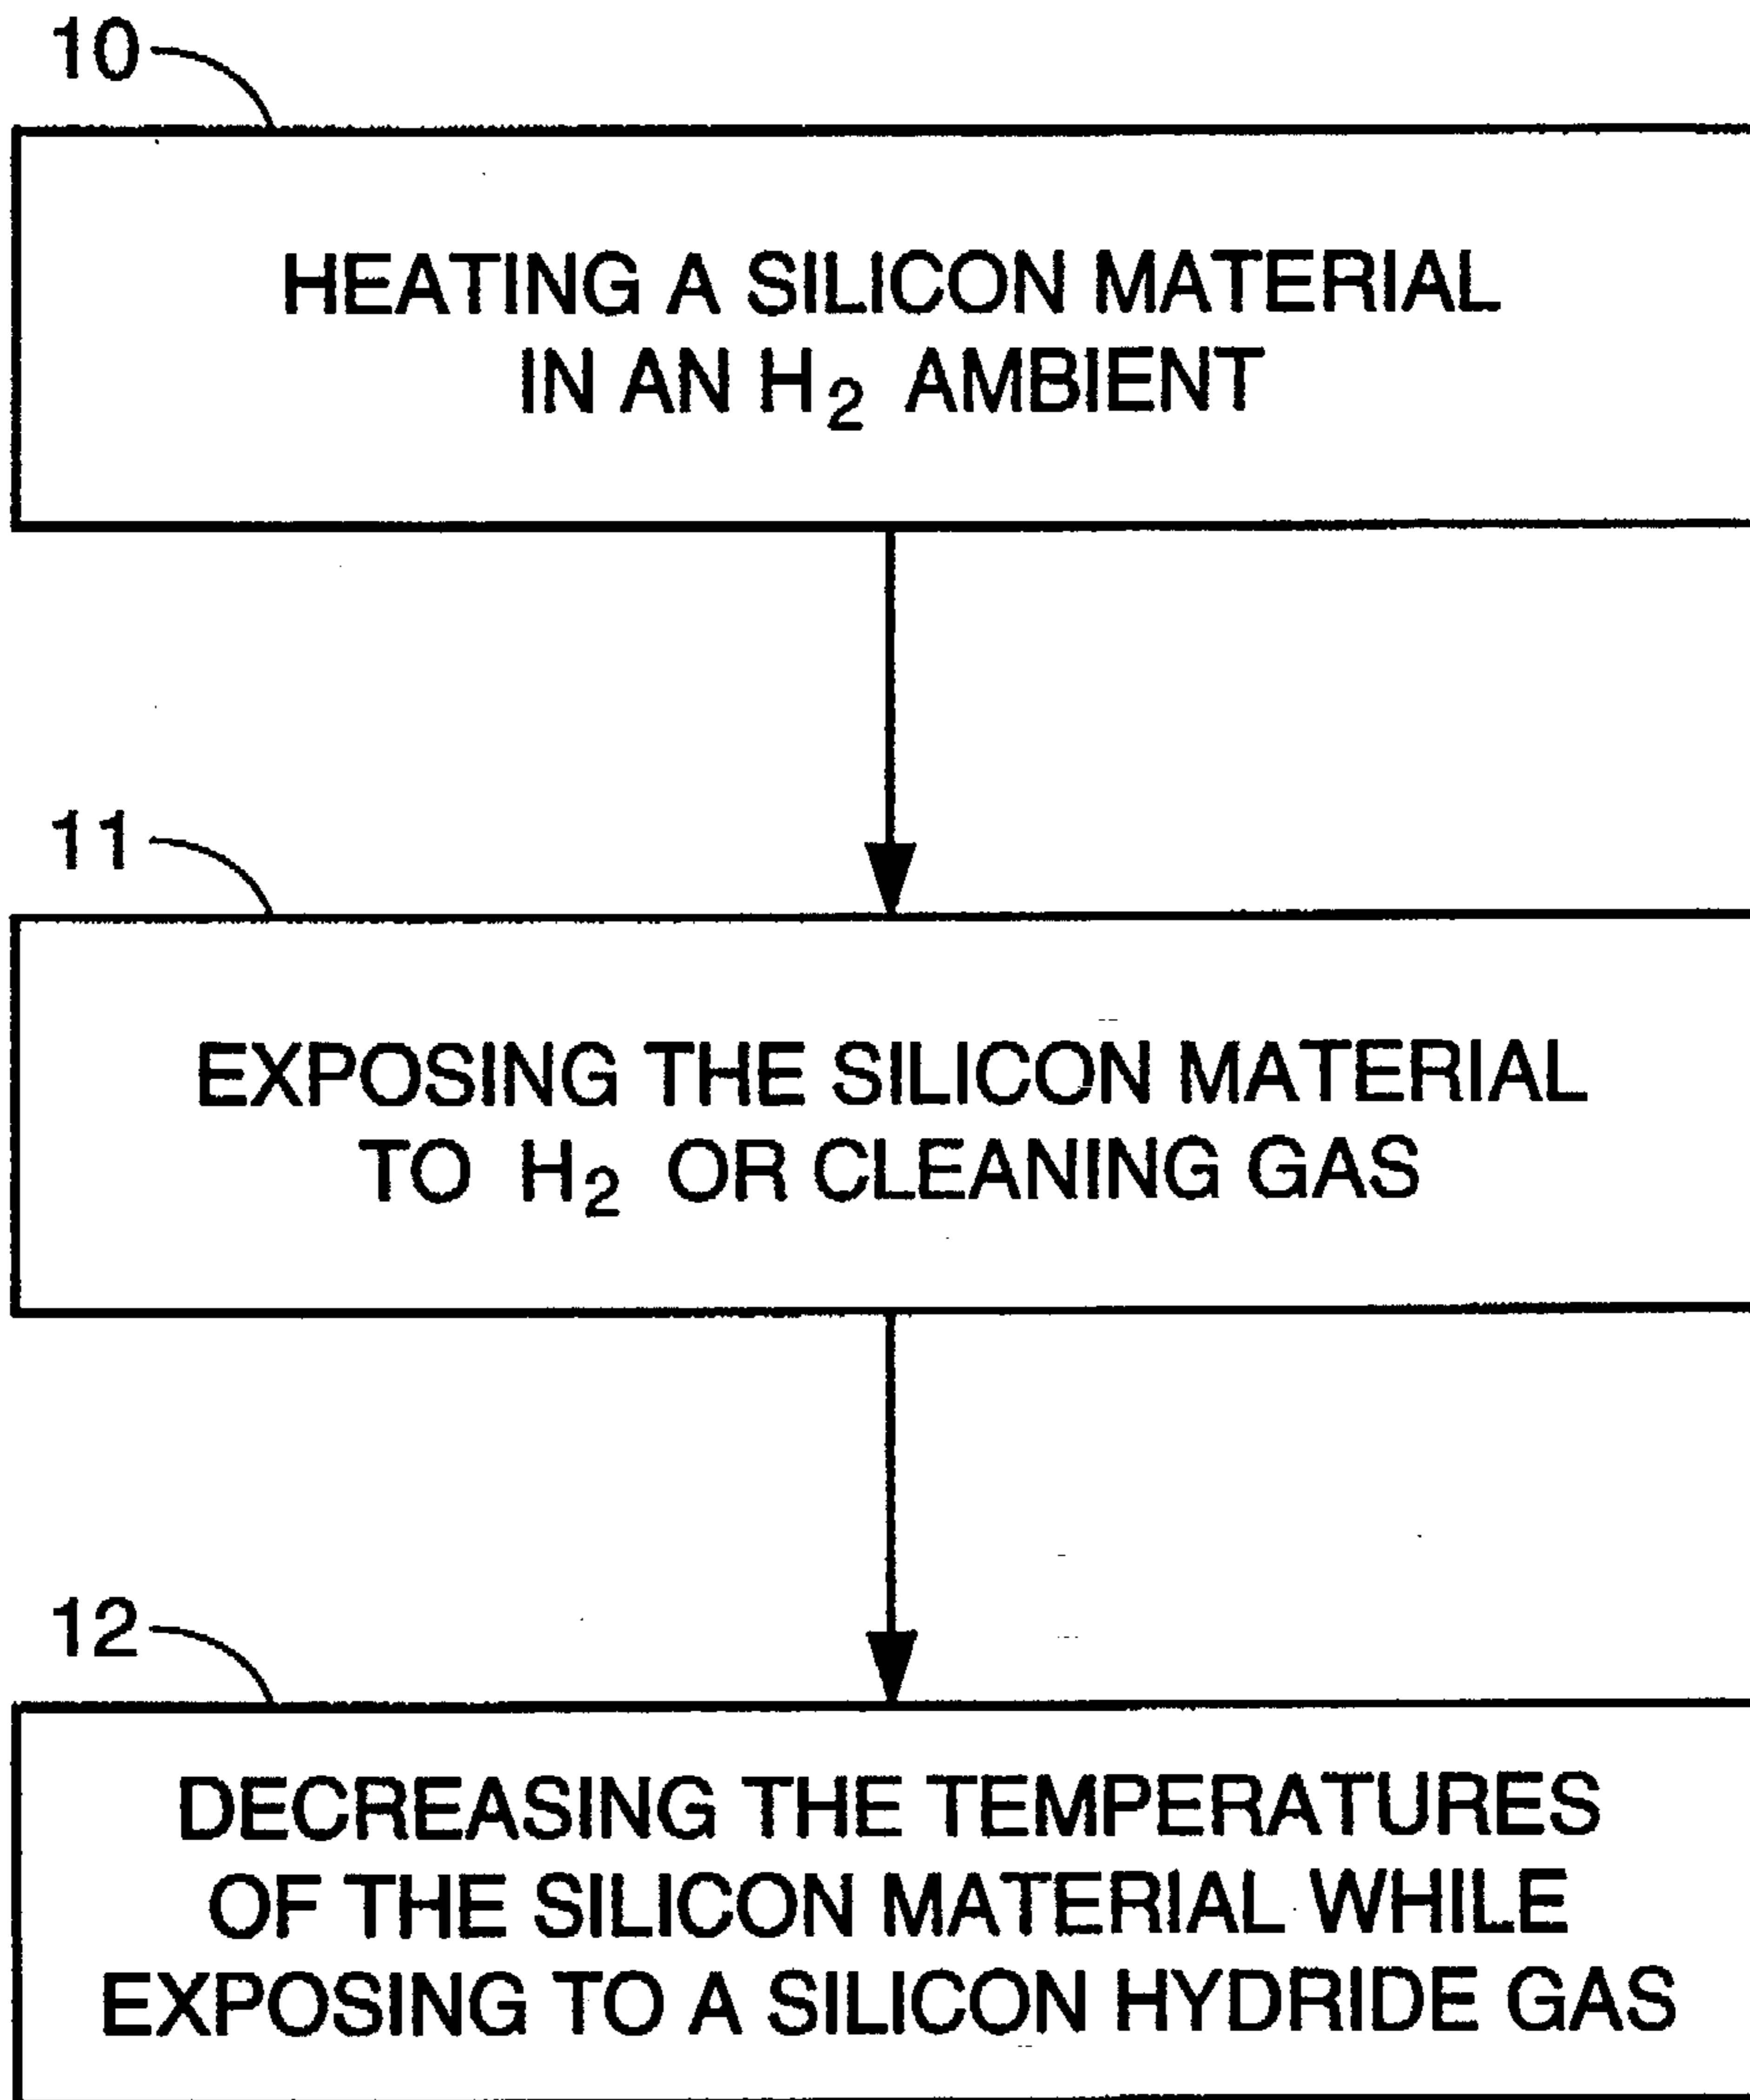 10
HEATING A SILICON MATERIAL
IN AN H₂ AMBIENT
11
EXPOSING THE SILICON MATERIAL
TO H₂ OR CLEANING GAS
12
DECREASING THE TEMPERATURES
OF THE SILICON MATERIAL WHILE
EXPOSING TO A SILICON HYDRIDE GAS